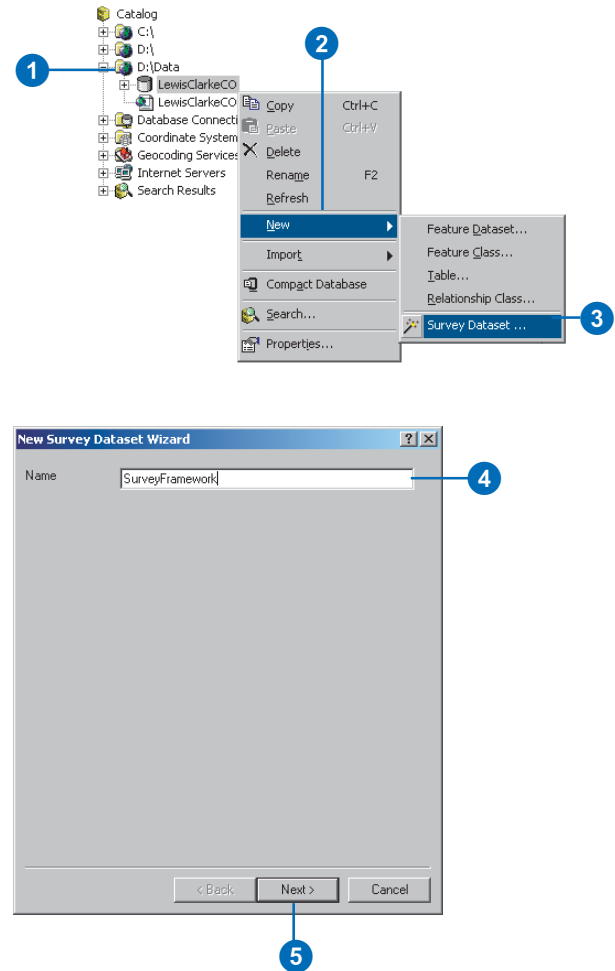 Catalog
C:\
D:\
1
D:\Data
LewisClarkeCO
LewisClarkeCO
Database Connecti
Coordinate System
Geocoding Services
Internet Servers
Search Results
2
Copy Ctrl+C
Paste Ctrl+V
Delete
Rename F2
Refresh
New
Import
Compact Database
Search...
Properties...
Feature Dataset...
Feature Class...
Table...
Relationship Class...
Survey Dataset ...
3
New Survey Dataset Wizard
Name SurveyFramework
4
< Back Next > Cancel
5